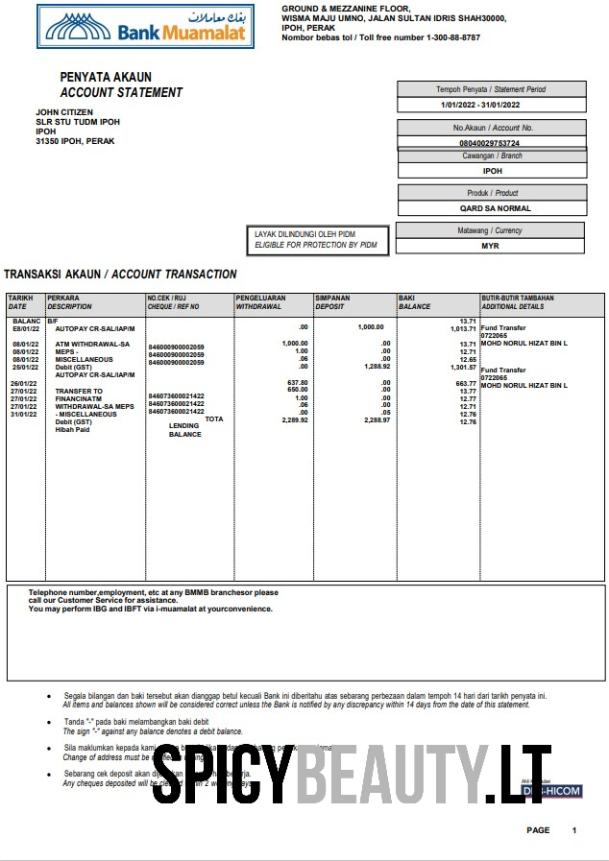 بنك معاملات
Bank Muamalat
GROUND & MEZZANINE FLOOR,
WISMA MAJU UMNO, JALAN SULTAN IDRIS SHAH30000,
IPOH, PERAK
Nombor bebas tol / Toll free number 1-300-88-8787
PENYATA AKAUN
ACCOUNT STATEMENT
JOHN CITIZEN
SLR STU TUDM IPOH
IPOH
31350 IPOH, PERAK
Tempoh Penyata / Statement Period
1/01/2022 - 31/01/2022
No.Akaun / Account No.
08040029753724
Cawangan / Branch
IPOH
Produk / Product
QARD SA NORMAL
Matawang / Currency
MYR
LAYAK DILINDUNGI OLEH PIDM
ELIGIBLE FOR PROTECTION BY PIDM
TRANSAKSI AKAUN / ACCOUNT TRANSACTION
TARIKH PERKARA NO.CEK / RUJ PENGELUARAN SIMPANAN BAKI BUTIR-BUTIR TAMBAHAN
DATE DESCRIPTION CHEQUE / REF NO WITHDRAWAL DEPOSIT BALANCE ADDITIONAL DETAILS
BALANC B/F 13.71
E8/01/22 AUTOPAY CR-SAL/IAP/M .00 1,000.00 1,013.71 Fund Transfer
0722065
08/01/22 ATM WITHDRAWAL-SA 846000900002059 1,000.00 .00 13.71 MOHD NORUL HIZAT BIN L
08/01/22 MEPS - 846000900002059 1.00 .00 12.71
08/01/22 MISCELLANEOUS 846000900002059 .06 .00 12.65
25/01/22 Debit (GST) .00 1,288.92 1,301.57 Fund Transfer
AUTOPAY CR-SAL/IAP/M 0722065
26/01/22 637.80 .00 663.77 MOHD NORUL HIZAT BIN L
27/01/22 TRANSFER TO 846073600021422 650.00 .00 13.77
27/01/22 FINANCINATM 846073600021422 1.00 .00 12.77
27/01/22 WITHDRAWAL-SA MEPS 846073600021422 .06 .00 12.71
31/01/22 - MISCELLANEOUS TOTA .00 .05 12.76
Debit (GST) LENDING 2,289.92 2,288.97 12.76
Hibah Paid BALANCE
Telephone number,employment, etc at any BMMB branchesor please
call our Customer Service for assistance.
You may perform IBG and IBFT via i-muamalat at yourconvenience.
• Segala bilangan dan baki tersebut akan dianggap betul kecuali Bank ini diberitahu atas sebarang perbezaan dalam tempoh 14 hari dari tarikh penyata ini.
All items and balances shown will be considered correct unless the Bank is notified by any discrepancy within 14 days from the date of this statement.
• Tanda "-" pada baki melambangkan baki debit
The sign "-" against any balance denotes a debit balance.
• Sila maklumkan kepada kami
Change of address must be
• Sebarang cek deposit akan
Any cheques deposited will be
SPICYBEAUTY.LT
DRB-HICOM
PAGE 1